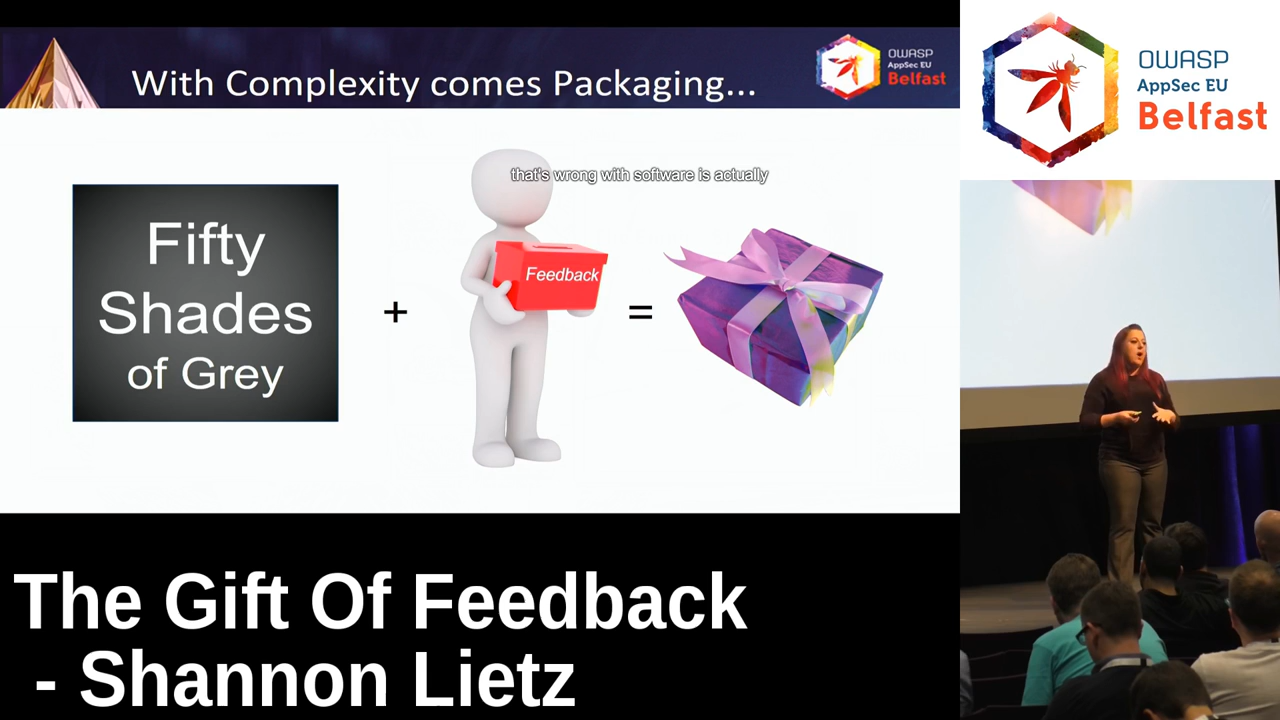 With Complexity comes Packaging...
OWASP
AppSec EU
Belfast
OWASP
AppSec EU
Belfast
that's wrong with software is actually
Fifty
Shades
of Grey
+
Feedback
=
The Gift Of Feedback
- Shannon Lietz